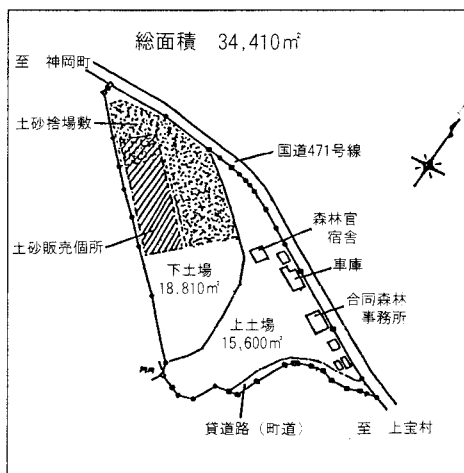 総面積 34,410㎡
至 神岡町
土砂捨場敷
国道471号線
森林官
宿舎
土砂販売個所
車庫
下土場
18.810㎡
合同森林
事務所
上土場
15,600㎡
貸道路(町道)
至 上宝村